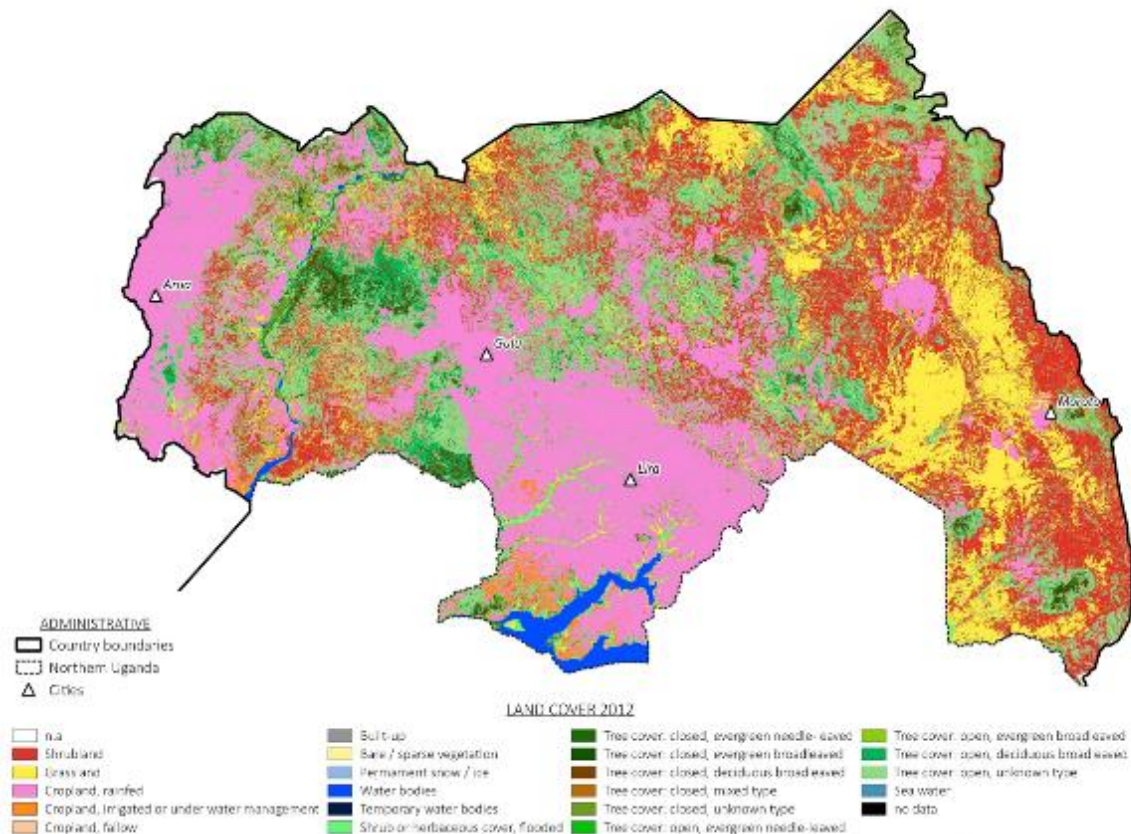 Arua
Gulu
Moroto
Lira
ADMINISTRATIVE
Country boundaries
Northern Uganda
Cities
LAND COVER 2012
n.a
Shrubland
Grassland
Cropland, rainfed
Cropland, irrigated or under water management
Cropland, fallow
Built-up
Bare / sparse vegetation
Permament snow / ice
Water bodies
Temporary water bodies
Shrub or herbaceous cover, flooded
Tree cover: closed, evergreen needle-leaved
Tree cover: closed, evergreen broadleaved
Tree cover: closed, deciduous broadleaved
Tree cover: closed, mixed type
Tree cover: closed, unknown type
Tree cover: open, evergreen needle-leaved
Tree cover: open, evergreen broadleaved
Tree cover: open, deciduous broadleaved
Tree cover: open, unknown type
Sea water
no data